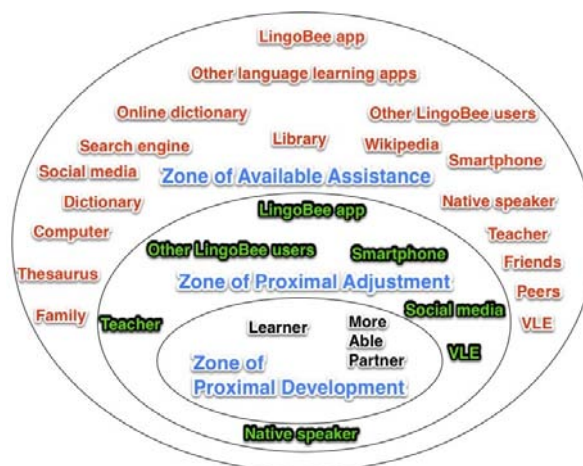 LingoBee app
Other language learning apps
Online dictionary
Other LingoBee users
Search engine
Library
Wikipedia
Social media
Zone of Available Assistance
Smartphone
Dictionary
LingoBee app
Native speaker
Computer
Other LingoBee users
Smartphone
Teacher
Thesaurus
Zone of Proximal Adjustment
Friends
Peers
Family
Teacher
Learner
More
Able
Partner
Social media
VLE
Zone of
Proximal Development
VLE
Native speaker